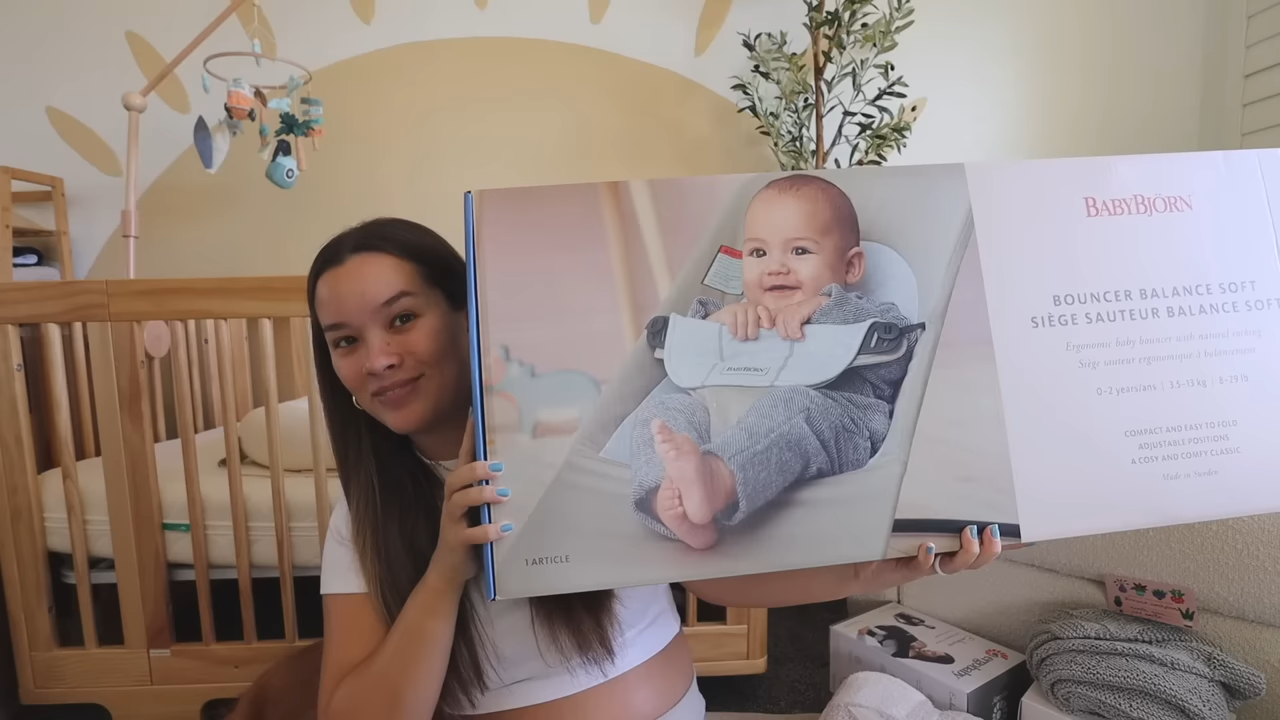 BABYBJÖRN
BOUNCER BALANCE SOFT
SIÈGE SAUTEUR BALANCE SOFT
Ergonomic baby bouncer with natural rocking
Siège sauteur ergonomique à balancement
0-2 years/ans | 3.5-13 kg | 8-29 lb
COMPACT AND EASY TO FOLD
ADJUSTABLE POSITIONS
A COSY AND COMFY CLASSIC
Made in Sweden
BABYBJÖRN
1 ARTICLE
ergobaby